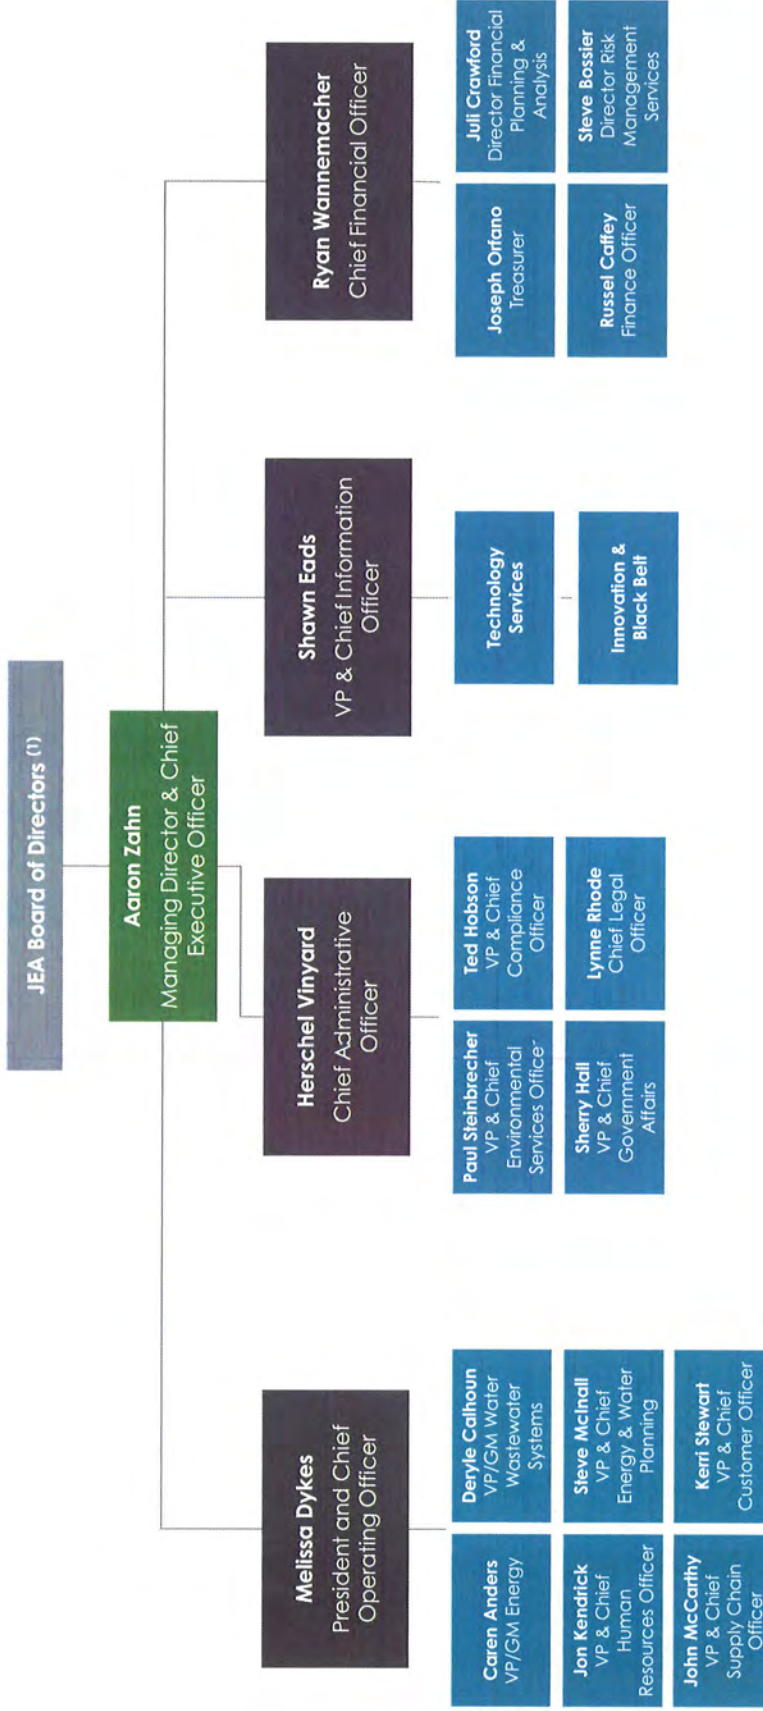 JEA Board of Directors (1)
Aaron Zahn
Managing Director & Chief
Executive Officer
Melissa Dykes
President and Chief
Operating Officer
Herschel Vinyard
Chief Administrative
Officer
Shawn Eads
VP & Chief Information
Officer
Ryan Wannemacher
Chief Financial Officer
Caren Anders
VP/GM Energy
Deryle Calhoun
VP/GM Water
Wastewater
Systems
Jon Kendrick
VP & Chief
Human
Resources Officer
Steve McInall
VP & Chief
Energy & Water
Planning
John McCarthy
VP & Chief
Supply Chain
Officer
Kerri Stewart
VP & Chief
Customer Officer
Paul Steinbrecher
VP & Chief
Environmental
Services Officer
Ted Hobson
VP & Chief
Compliance
Officer
Sherry Hall
VP & Chief
Government
Affairs
Lynne Rhode
Chief Legal
Officer
Technology
Services
Innovation &
Black Belt
Joseph Orfano
Treasurer
Juli Crawford
Director Financial
Planning &
Analysis
Russel Caffey
Finance Officer
Steve Bossier
Director Risk
Management
Services